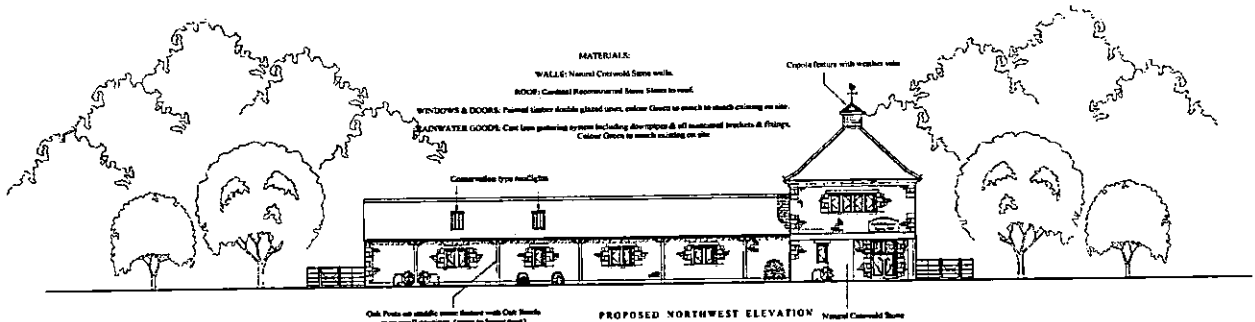 MATERIALS:
WALLS: Natural Cotswold Stone walls.
ROOF: Cardinal Reconstructed Stone Slates to roof.
WINDOWS & DOORS: Painted timber double glazed units, colour Green to match to match existing on site.
RAINWATER GOODS: Cast Iron guttering system including downpipes & all associated brackets & fixings,
Colour Green to match existing on site
Cupola feature with weather vane
Conservation type rooflights
Oak Posts on staddle stone feature with Oak
PROPOSED NORTHWEST ELEVATION
Natural Cotswold Stone